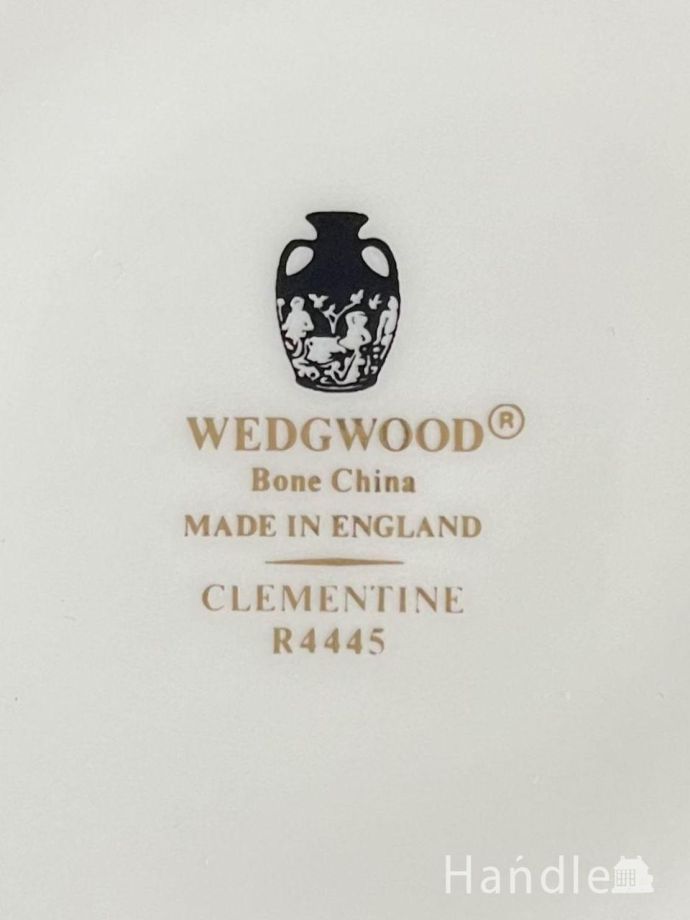 WEDGWOOD®
Bone China
MADE IN ENGLAND
CLEMENTINE
R4445
Handle